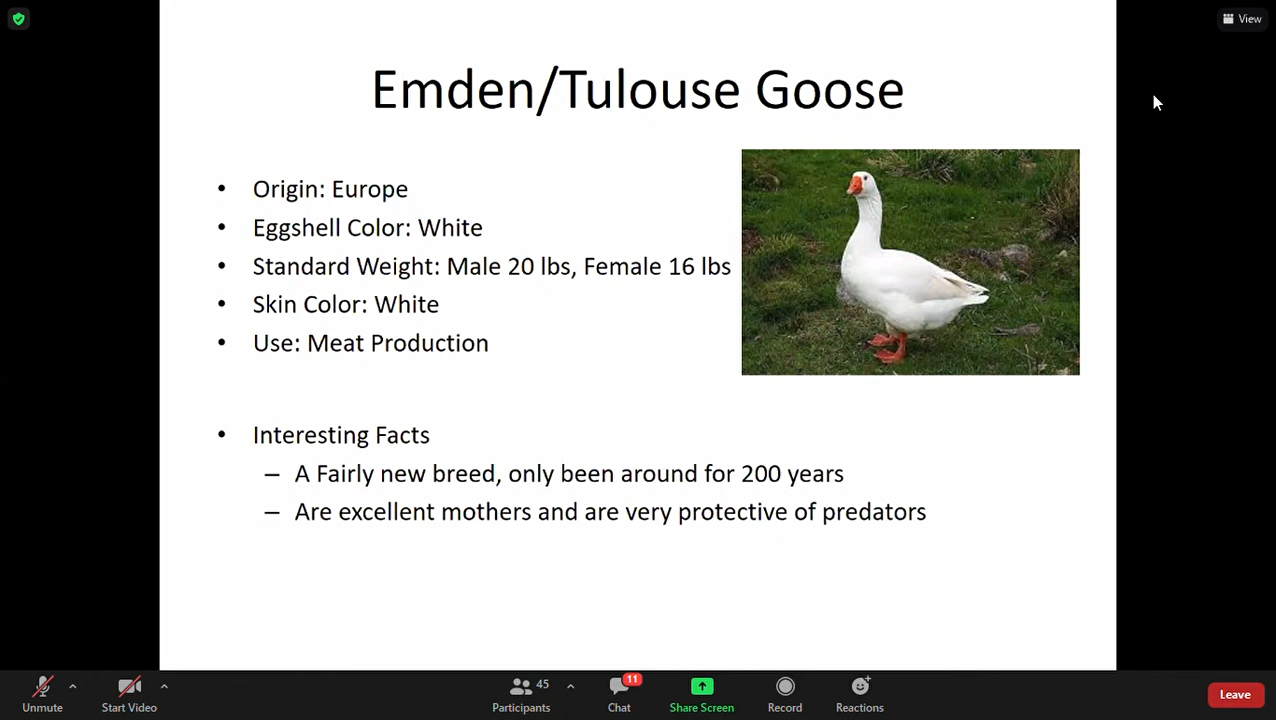 View
Emden/Tulouse Goose
• Origin: Europe
• Eggshell Color: White
• Standard Weight: Male 20 lbs, Female 16 lbs
• Skin Color: White
• Use: Meat Production
• Interesting Facts
– A Fairly new breed, only been around for 200 years
– Are excellent mothers and are very protective of predators
45
11
Unmute
Start Video
Participants
Chat
Share Screen
Record
Reactions
Leave